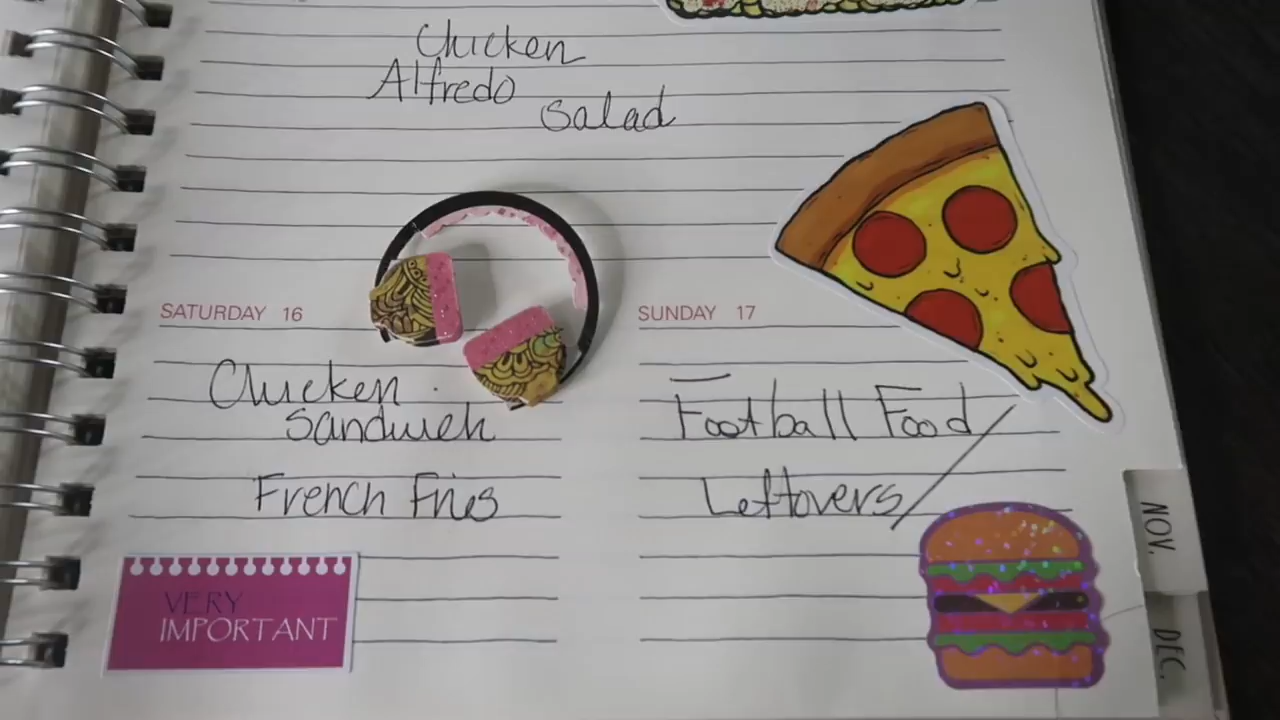 Chicken
Alfredo
Salad
SATURDAY 16
Chicken
Sandwich
French Fries
VERY
IMPORTANT
SUNDAY 17
Football Food/
Leftovers/
NOV.
DEC.